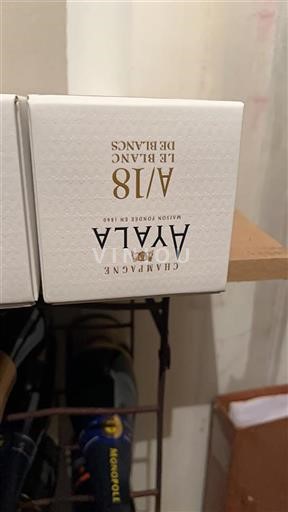 CHAMPAGNE
AYALA
MAISON FONDÉE EN 1860
A/18
LE BLANC
DE BLANCS
MONOPOLE